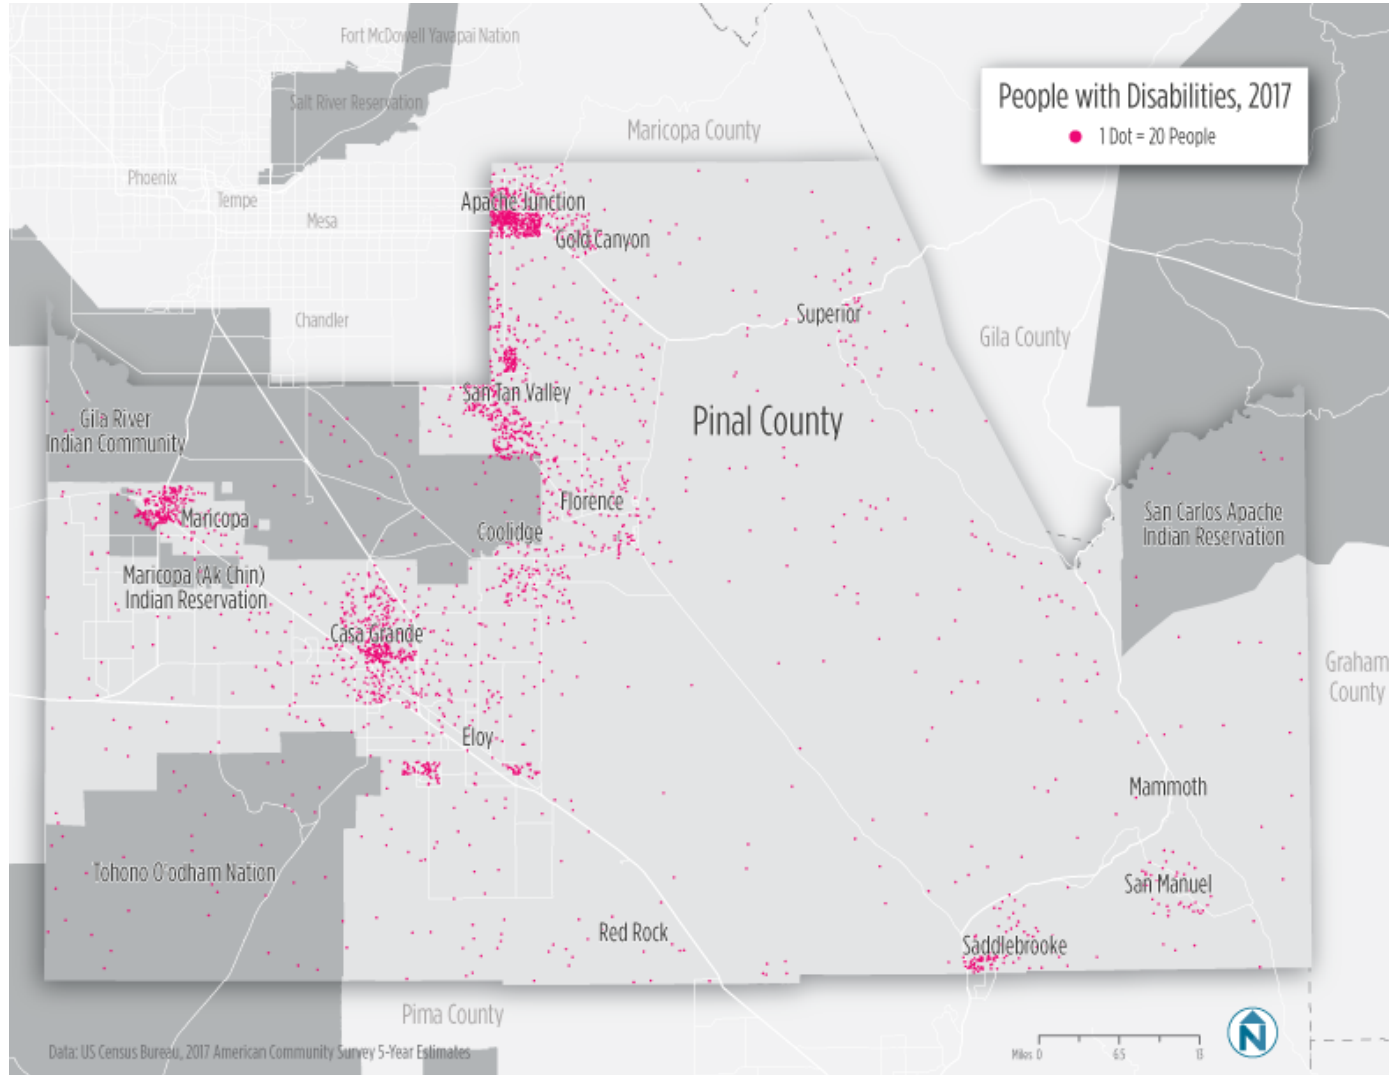 Fort McDowell Yavapai Nation
People with Disabilities, 2017
1 Dot = 20 People
Salt River Reservation
Maricopa County
Phoenix
Tempe
Mesa
Apache Junction
Gold Canyon
Superior
Chandler
Gila County
San Tan Valley
Pinal County
Gila River
Indian Community
Florence
Maricopa
Coolidge
San Carlos Apache
Indian Reservation
Maricopa (Ak Chin)
Indian Reservation
Casa Grande
Graham
County
Eloy
Mammoth
Tohono O'odham Nation
San Manuel
Red Rock
Saddlebrooke
Pima County
N
Data: US Census Bureau, 2017 American Community Survey 5-Year Estimates
Miles 0 6.5 13